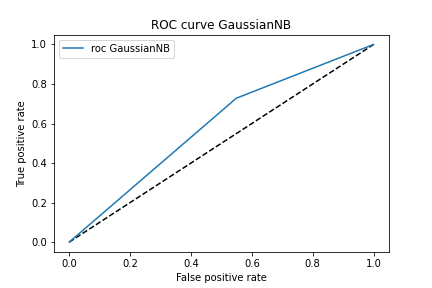 ROC curve GaussianNB
roc GaussianNB
1.0
0.8
0.6
0.4
0.2
0.0
True positive rate
0.0 0.2 0.4 0.6 0.8 1.0
False positive rate